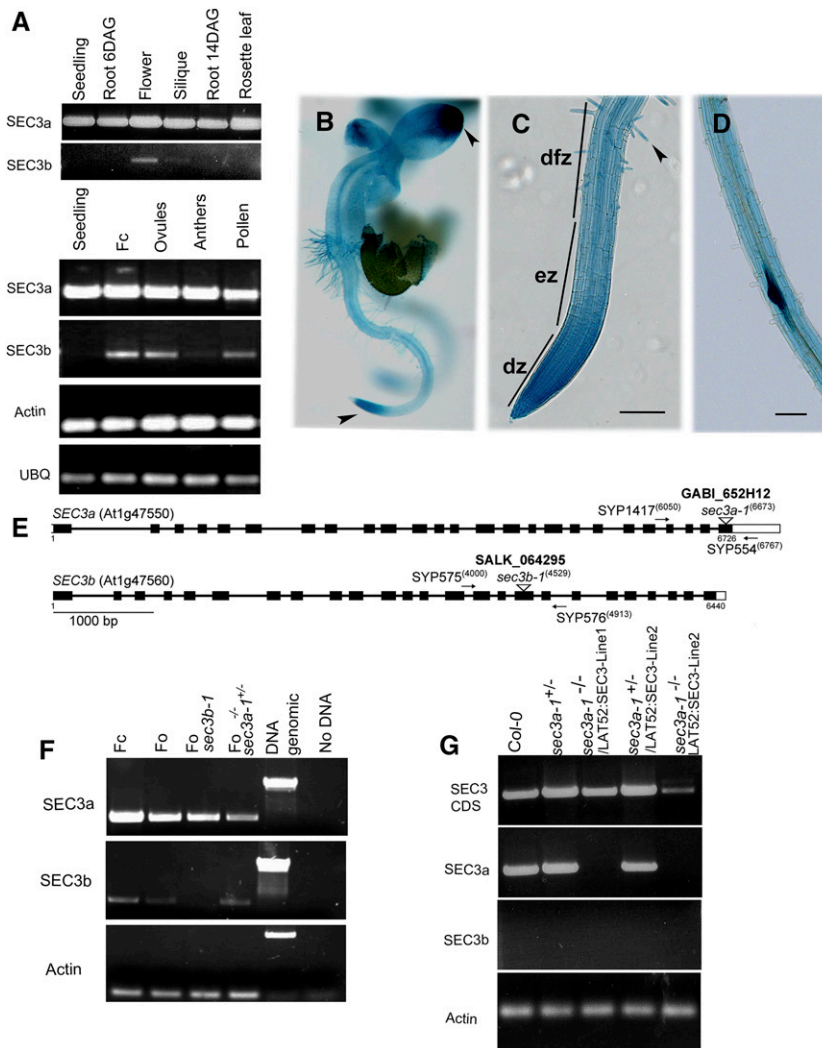 A
Seedling
Root 6DAG
Flower
Silique
Root 14DAG
Rosette leaf
SEC3a
SEC3b
Seedling
Fc
Ovules
Anthers
Pollen
SEC3a
SEC3b
Actin
UBQ
B
C
dfz
ez
dz
D
E
SEC3a (At1g47550)
1
SYP1417(6050)
GABI_652H12
sec3a-1(6673)
6726
SYP554(6767)
SEC3b (At1g47560)
1
SYP575(4000)
SALK_064295
sec3b-1(4529)
SYP576(4913)
6440
1000 bp
F
Fc
Fo
Fo sec3b-1
Fo -/- sec3a-1+/-
DNA genomic
No DNA
SEC3a
SEC3b
Actin
G
Col-0
sec3a-1+/-
sec3a-1-/- /LAT52:SEC3-Line1
sec3a-1+/- /LAT52:SEC3-Line2
sec3a-1-/- LAT52:SEC3-Line2
SEC3
CDS
SEC3a
SEC3b
Actin